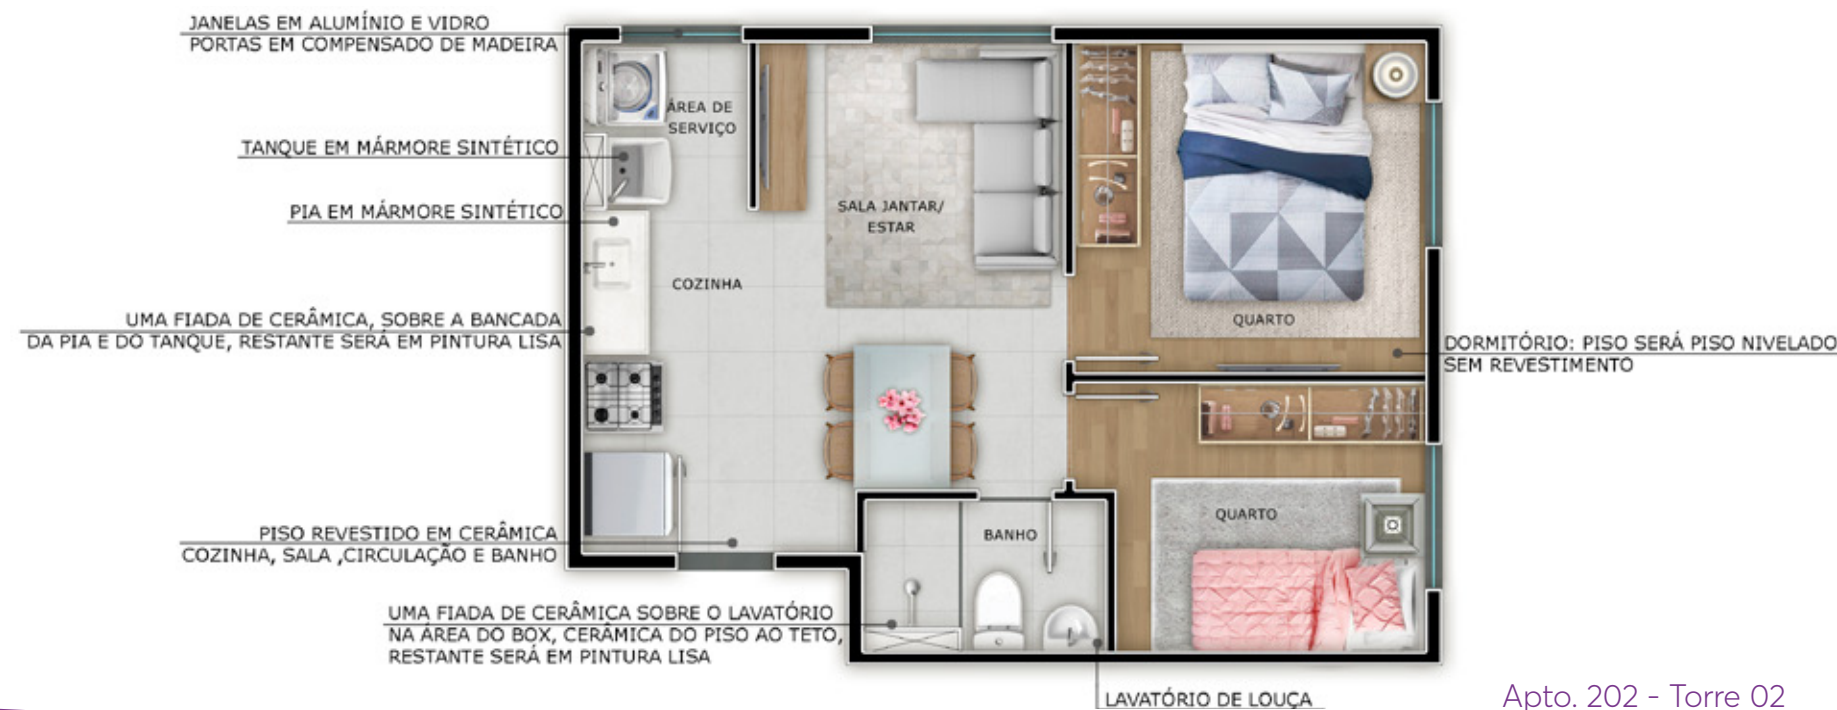 JANELAS EM ALUMÍNIO E VIDRO
PORTAS EM COMPENSADO DE MADEIRA
TANQUE EM MÁRMORE SINTÉTICO
PIA EM MÁRMORE SINTÉTICO
UMA FIADA DE CERÂMICA, SOBRE A BANCADA
DA PIA E DO TANQUE, RESTANTE SERÁ EM PINTURA LISA
PISO REVESTIDO EM CERÂMICA
COZINHA, SALA ,CIRCULAÇÃO E BANHO
UMA FIADA DE CERÂMICA SOBRE O LAVATÓRIO
NA ÁREA DO BOX, CERÂMICA DO PISO AO TETO,
RESTANTE SERÁ EM PINTURA LISA
ÁREA DE
SERVIÇO
COZINHA
SALA JANTAR/
ESTAR
QUARTO
QUARTO
BANHO
DORMITÓRIO: PISO SERÁ PISO NIVELADO
SEM REVESTIMENTO
LAVATÓRIO DE LOUÇA
Apto. 202 - Torre 02